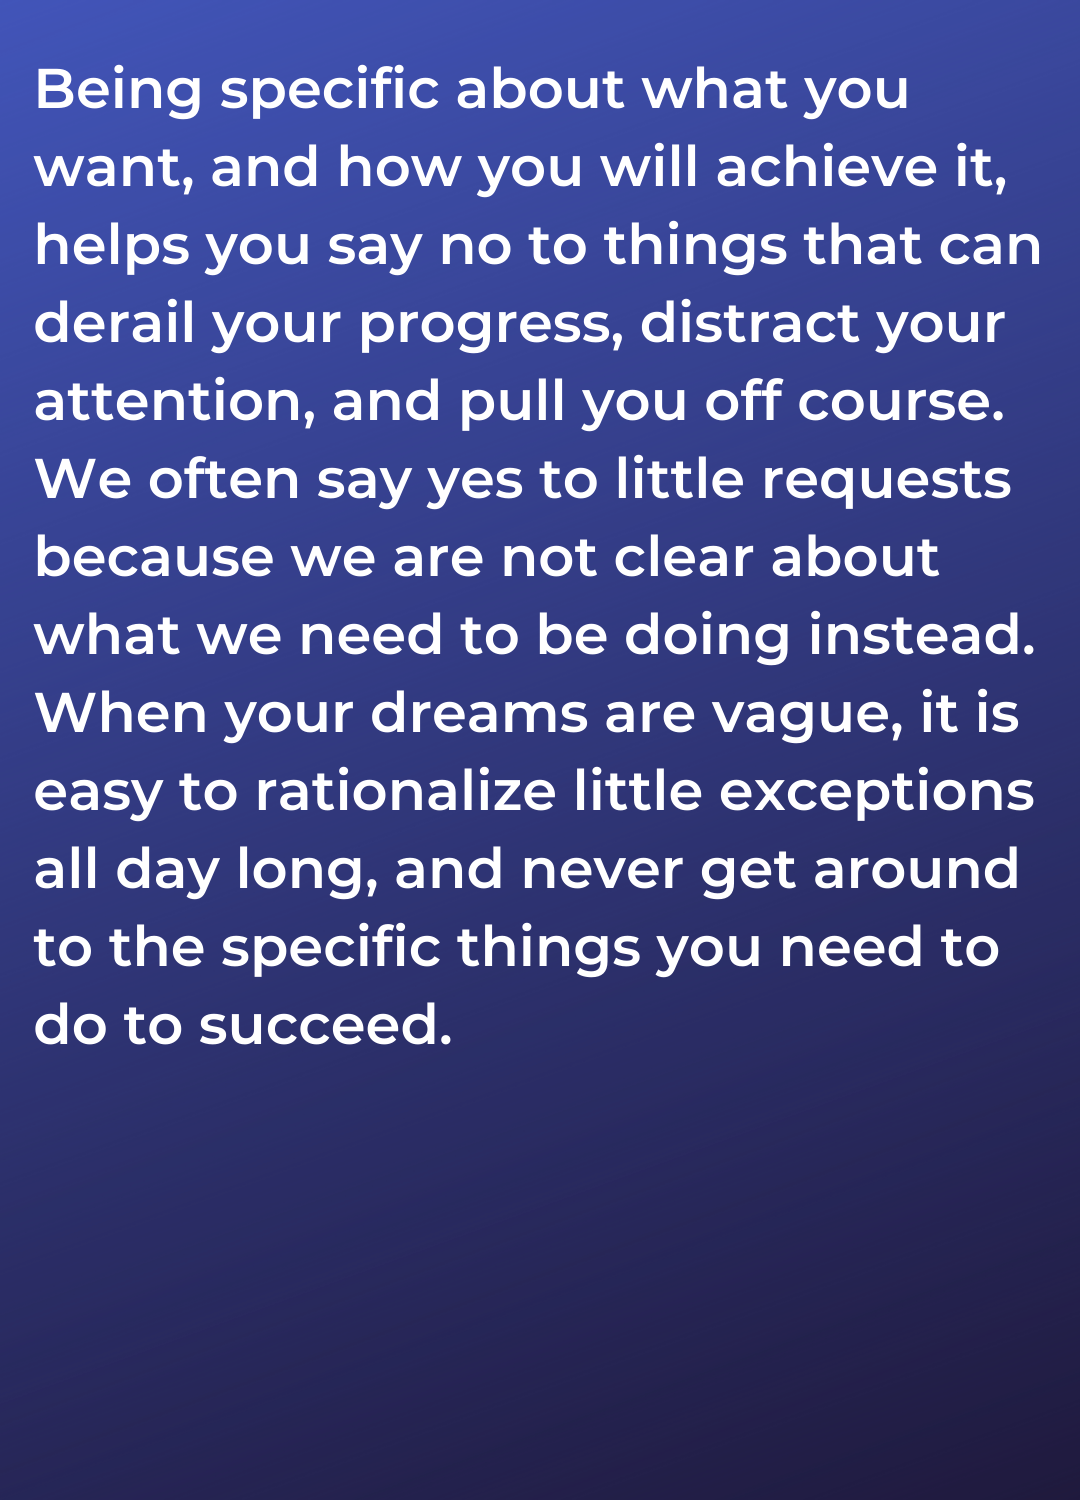 Being specific about what you
want, and how you will achieve it,
helps you say no to things that can
derail your progress, distract your
attention, and pull you off course.
We often say yes to little requests
because we are not clear about
what we need to be doing instead.
When your dreams are vague, it is
easy to rationalize little exceptions
all day long, and never get around
to the specific things you need to
do to succeed.